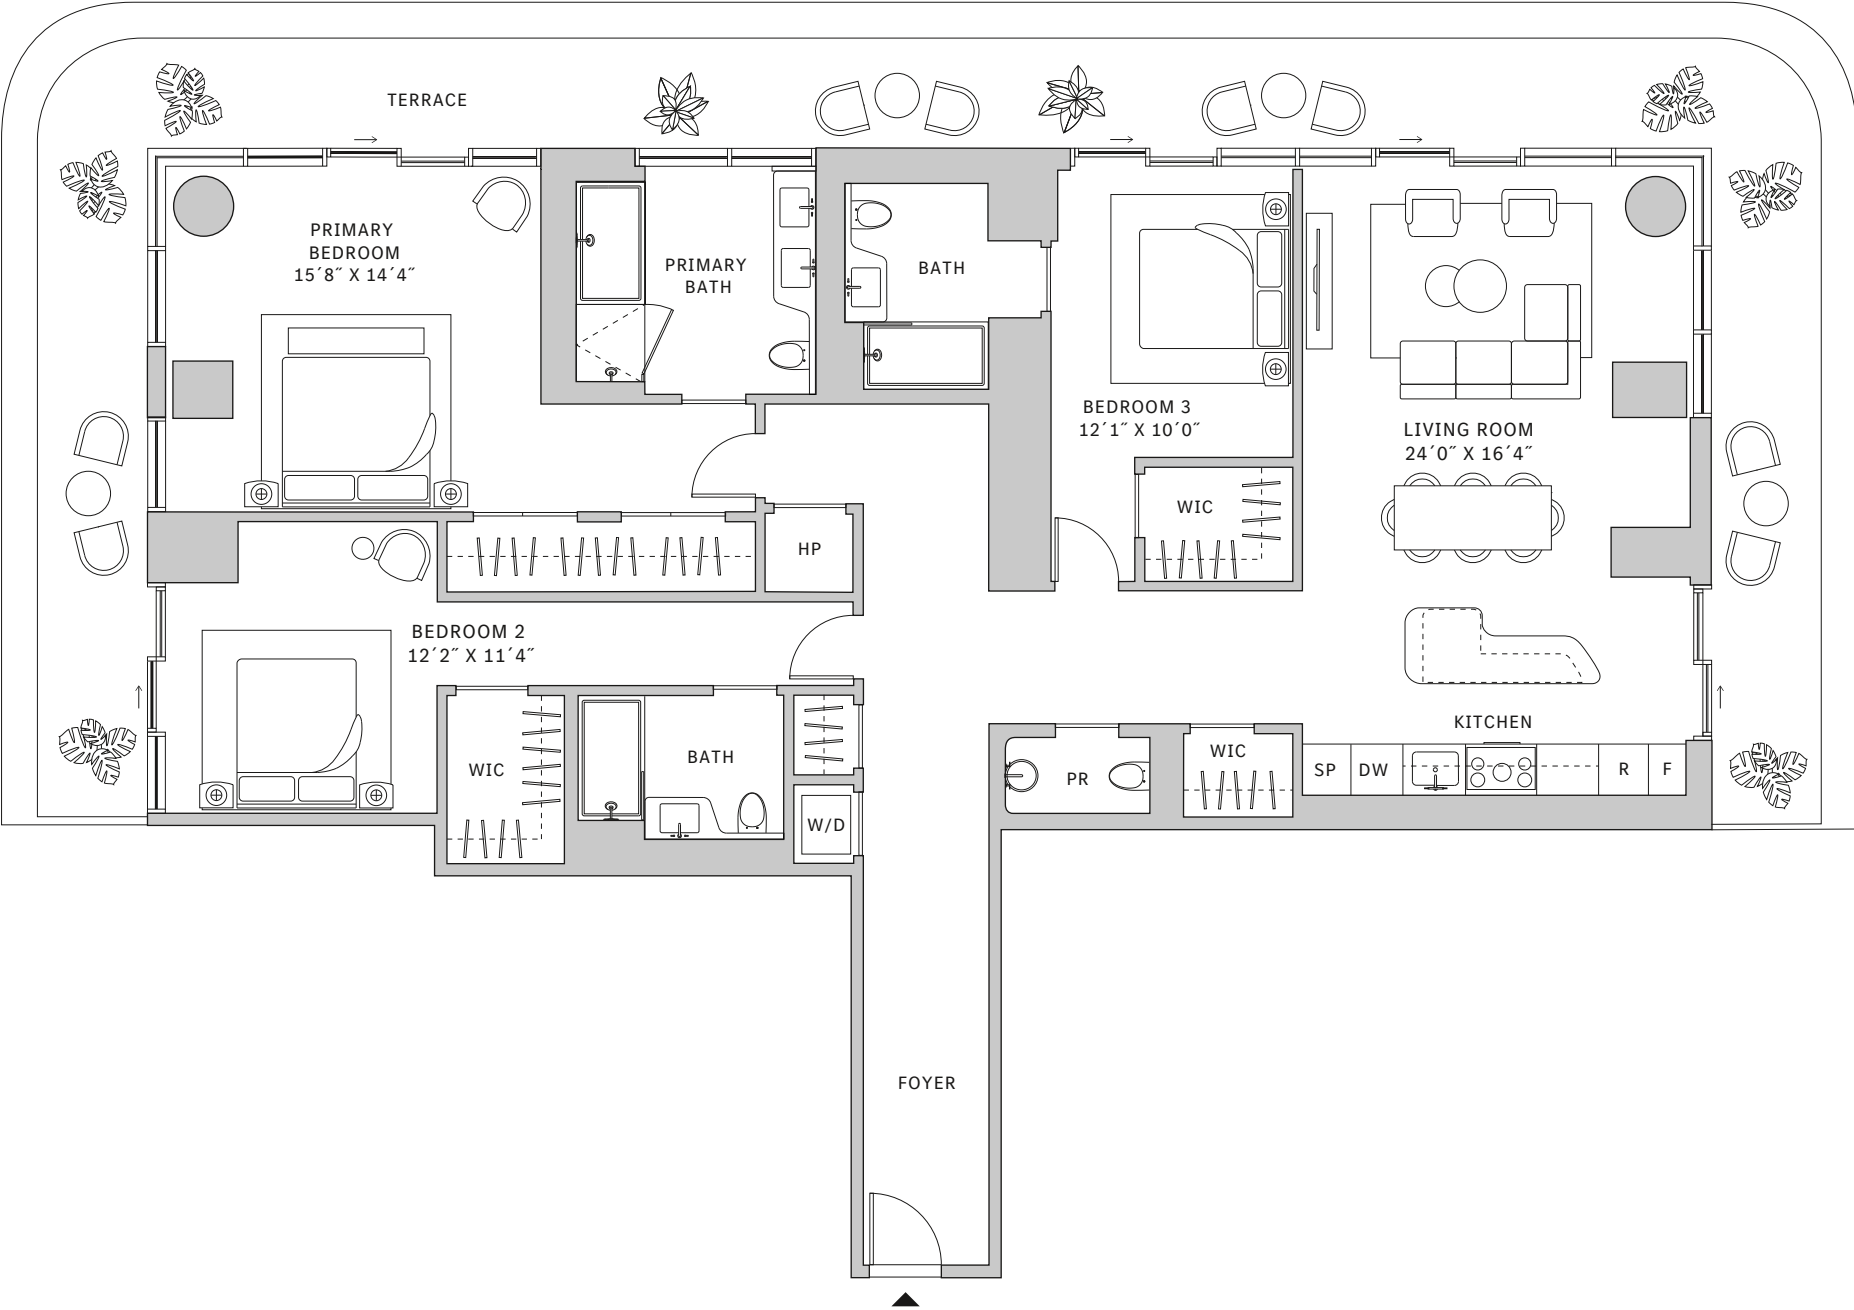 TERRACE
PRIMARY
BEDROOM
15´8˝ X 14´4˝
PRIMARY
BATH
BATH
BEDROOM 3
12´1˝ X 10´0˝
LIVING ROOM
24´0˝ X 16´4˝
WIC
HP
BEDROOM 2
12´2˝ X 11´4˝
KITCHEN
WIC
BATH
W/D
PR
WIC
SP
DW
R
F
FOYER